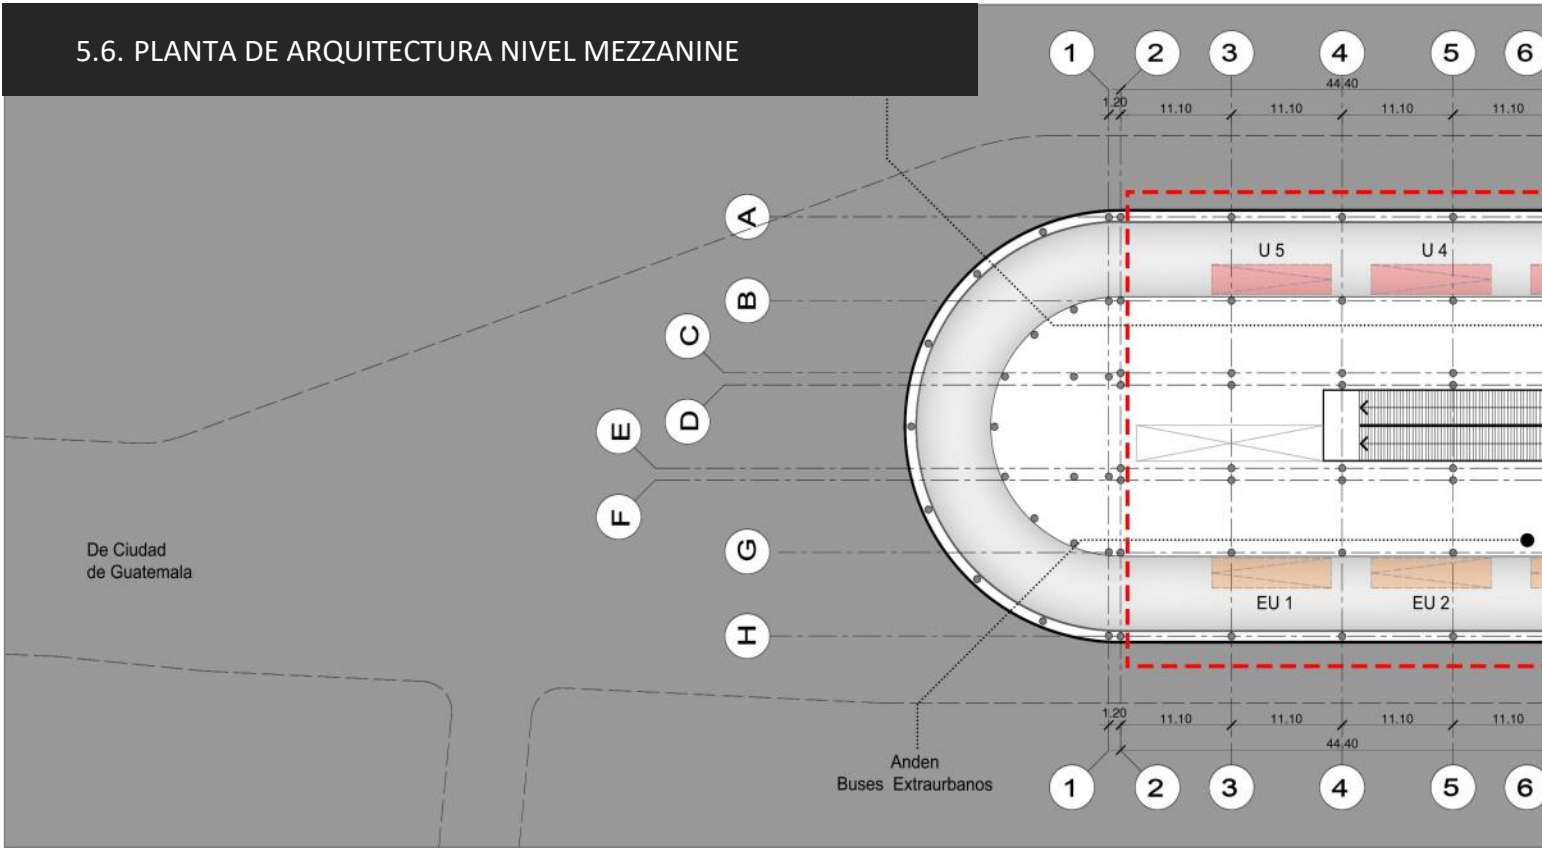 5.6. PLANTA DE ARQUITECTURA NIVEL MEZZANINE
1 2 3 4 5 6
44.40
1.20 11.10 11.10 11.10 11.10
A
B
C
D
E
F
G
H
U 5 U 4
De Ciudad
de Guatemala
EU 1 EU 2
1.20 11.10 11.10 11.10 11.10
44.40
Anden
Buses Extraurbanos
1 2 3 4 5 6